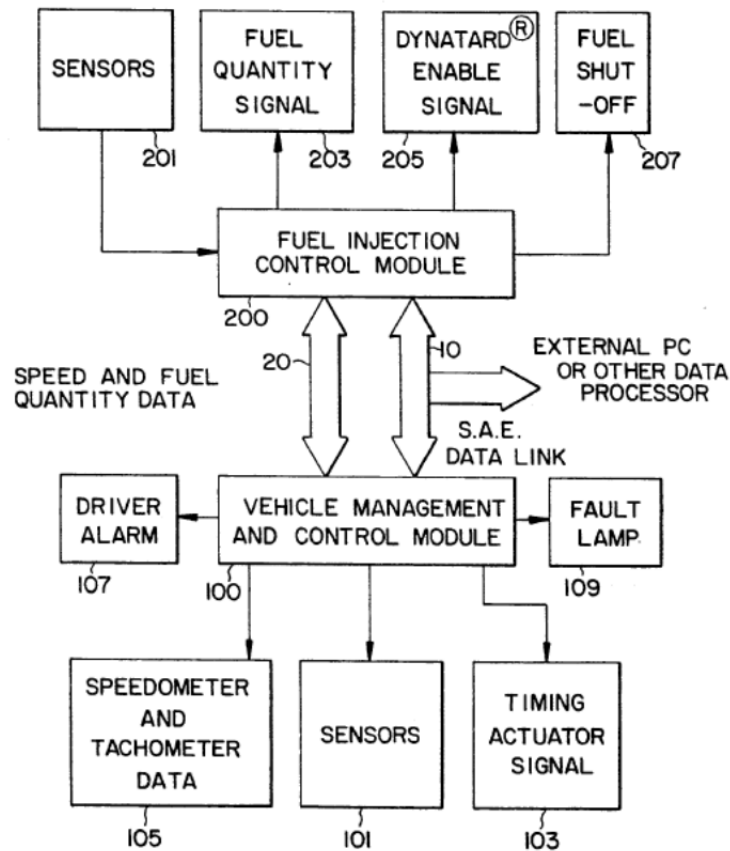 SENSORS
201
FUEL
QUANTITY
SIGNAL
203
DYNATARD®
ENABLE
SIGNAL
205
FUEL
SHUT
-OFF
207
FUEL INJECTION
CONTROL MODULE
200
20
10
SPEED AND FUEL
QUANTITY DATA
EXTERNAL PC
OR OTHER DATA
PROCESSOR
S.A.E.
DATA LINK
DRIVER
ALARM
107
VEHICLE MANAGEMENT
AND CONTROL MODULE
100
FAULT
LAMP
109
SPEEDOMETER
AND
TACHOMETER
DATA
105
SENSORS
101
TIMING
ACTUATOR
SIGNAL
103